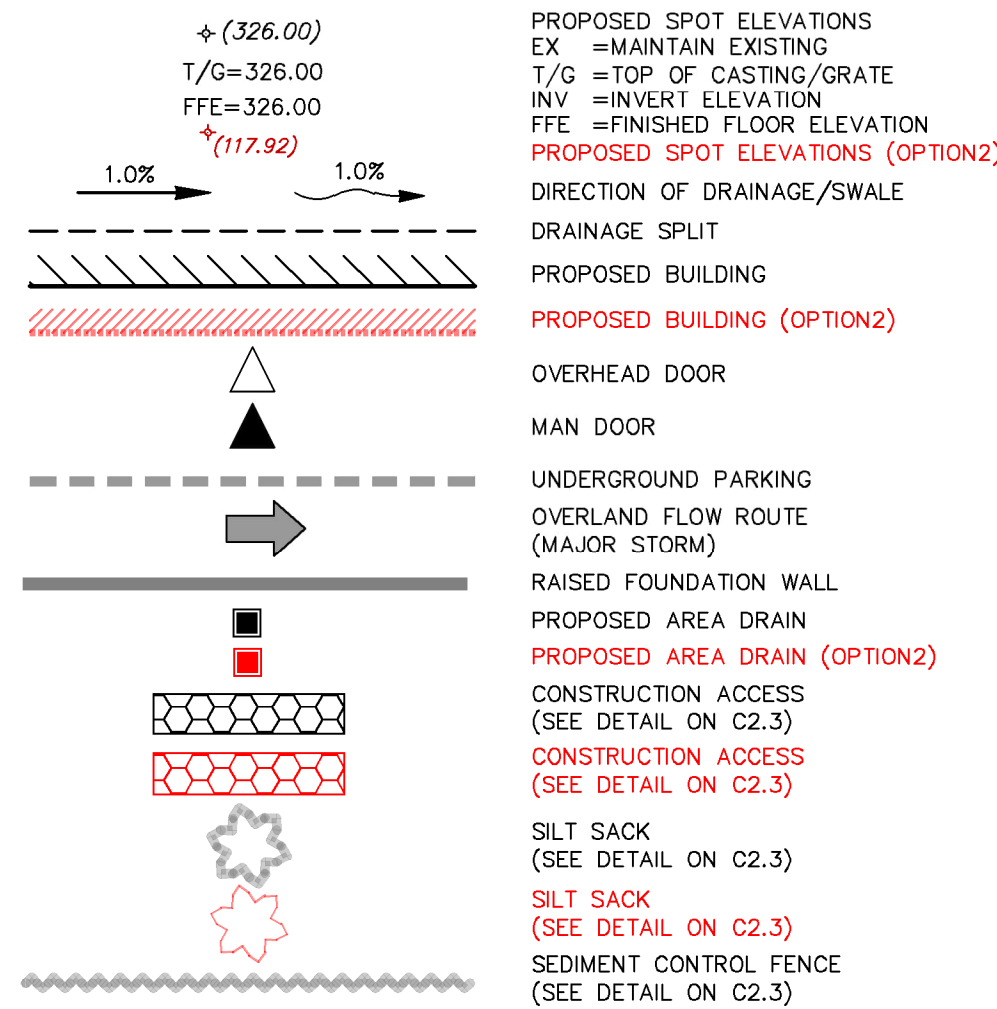 (326.00)
PROPOSED SPOT ELEVATIONS
EX =MAINTAIN EXISTING
T/G=326.00
T/G =TOP OF CASTING/GRATE
INV =INVERT ELEVATION
FFE=326.00
FFE =FINISHED FLOOR ELEVATION
(117.92)
PROPOSED SPOT ELEVATIONS (OPTION2)
1.0% 1.0%
DIRECTION OF DRAINAGE/SWALE
DRAINAGE SPLIT
PROPOSED BUILDING
PROPOSED BUILDING (OPTION2)
OVERHEAD DOOR
MAN DOOR
UNDERGROUND PARKING
OVERLAND FLOW ROUTE
(MAJOR STORM)
RAISED FOUNDATION WALL
PROPOSED AREA DRAIN
PROPOSED AREA DRAIN (OPTION2)
CONSTRUCTION ACCESS
(SEE DETAIL ON C2.3)
CONSTRUCTION ACCESS
(SEE DETAIL ON C2.3)
SILT SACK
(SEE DETAIL ON C2.3)
SILT SACK
(SEE DETAIL ON C2.3)
SEDIMENT CONTROL FENCE
(SEE DETAIL ON C2.3)